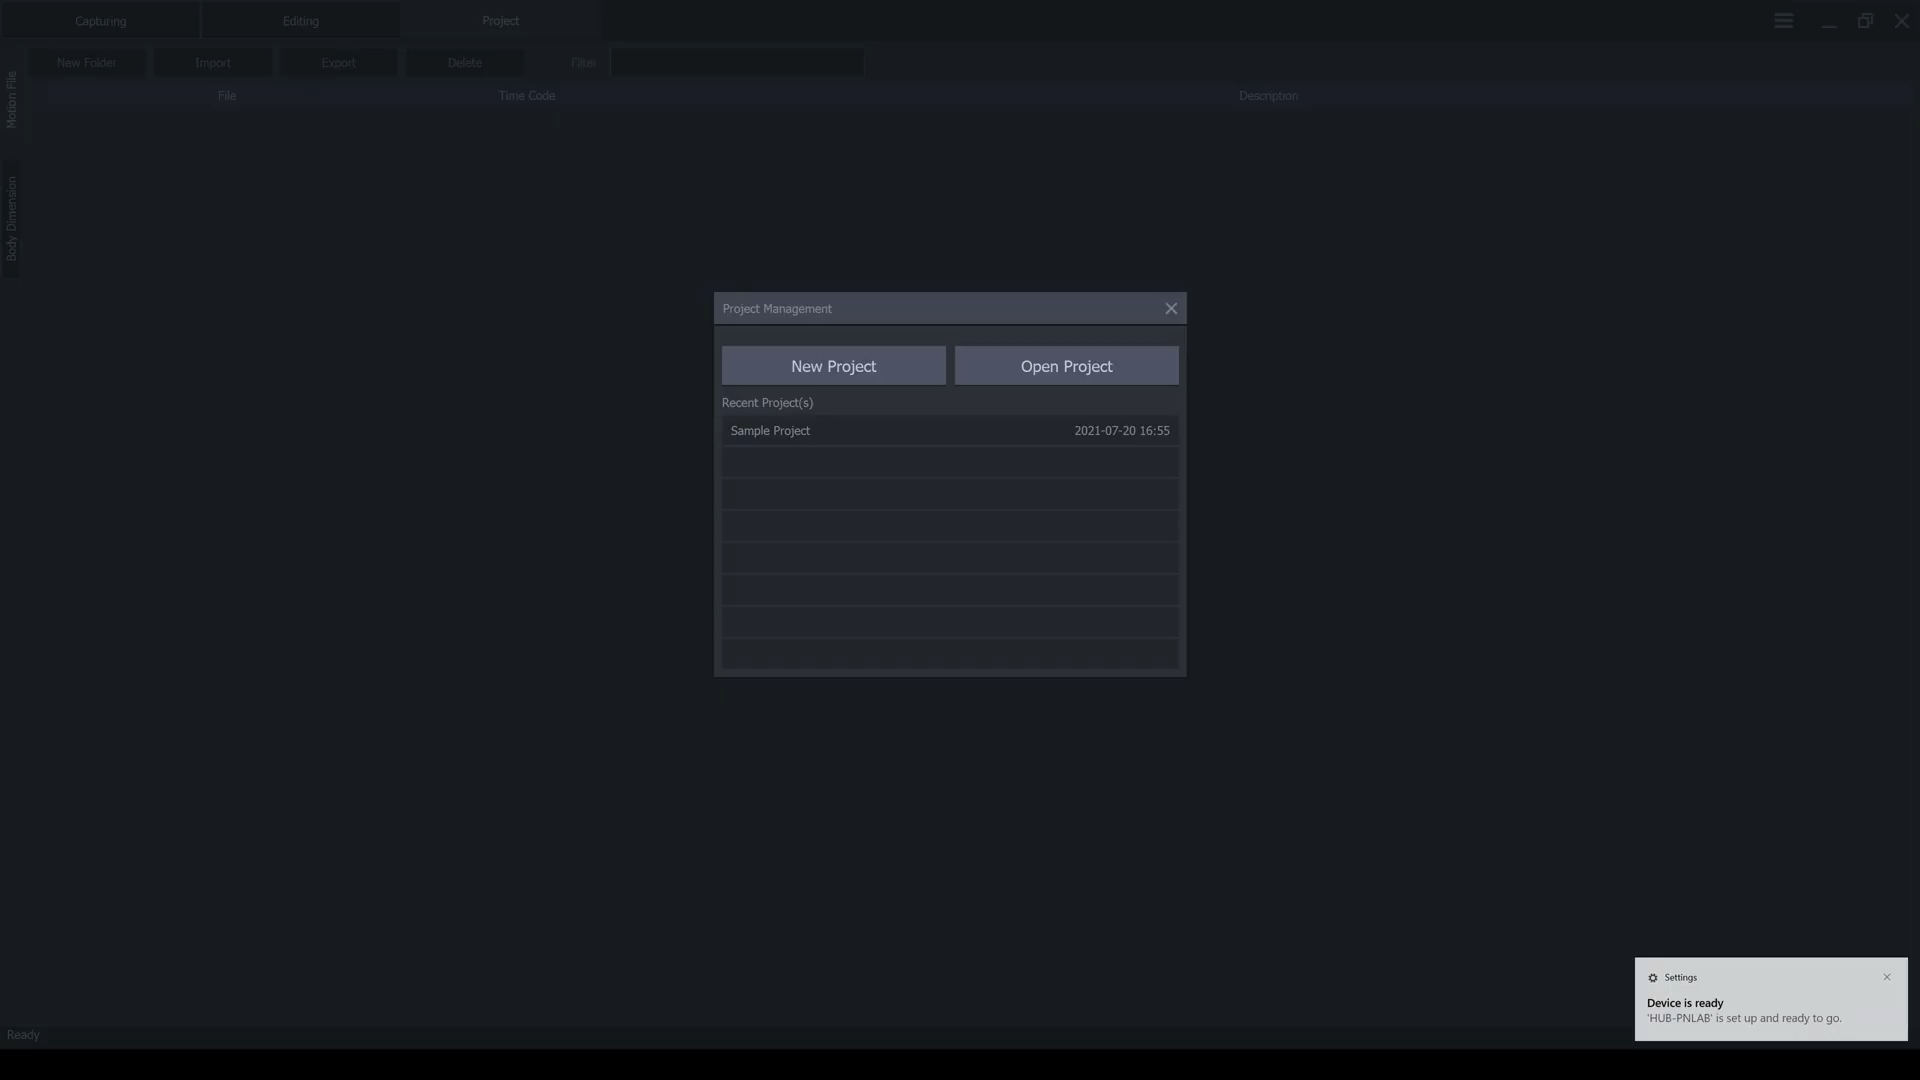 Capturing
Editing
Project
New Folder
Import
Export
Delete
Filter
Motion File
File
Time Code
Description
Body Dimension
Project Management
New Project
Open Project
Recent Project(s)
Sample Project 2021-07-20 16:55
Settings
Device is ready
'HUB-PNLAB' is set up and ready to go.
Ready